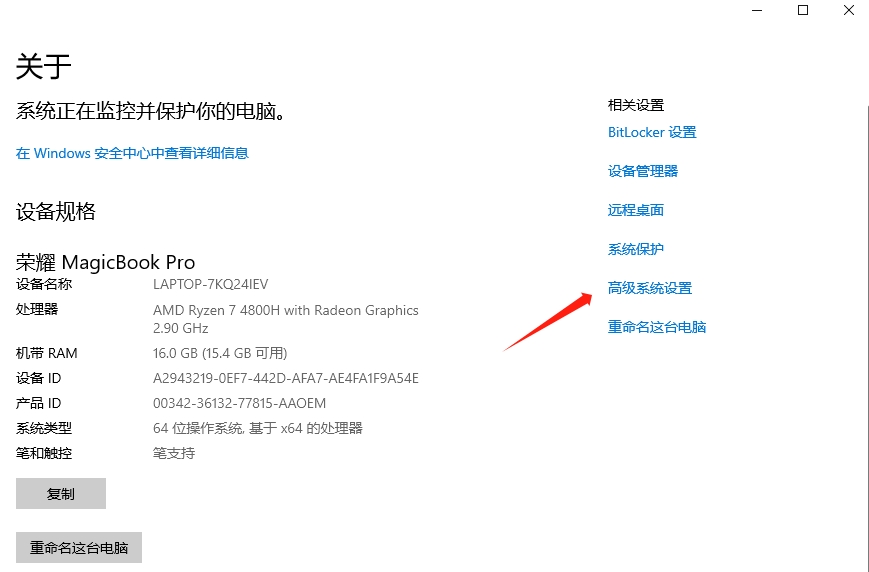 关于
系统正在监控并保护你的电脑。
在 Windows 安全中心中查看详细信息
设备规格
荣耀 MagicBook Pro
设备名称 LAPTOP-7KQ24IEV
处理器 AMD Ryzen 7 4800H with Radeon Graphics
2.90 GHz
机带 RAM 16.0 GB (15.4 GB 可用)
设备 ID A2943219-0EF7-442D-AFA7-AE4FA1F9A54E
产品 ID 00342-36132-77815-AAOEM
系统类型 64 位操作系统, 基于 x64 的处理器
笔和触控 笔支持
复制
重命名这台电脑
相关设置
BitLocker 设置
设备管理器
远程桌面
系统保护
高级系统设置
重命名这台电脑